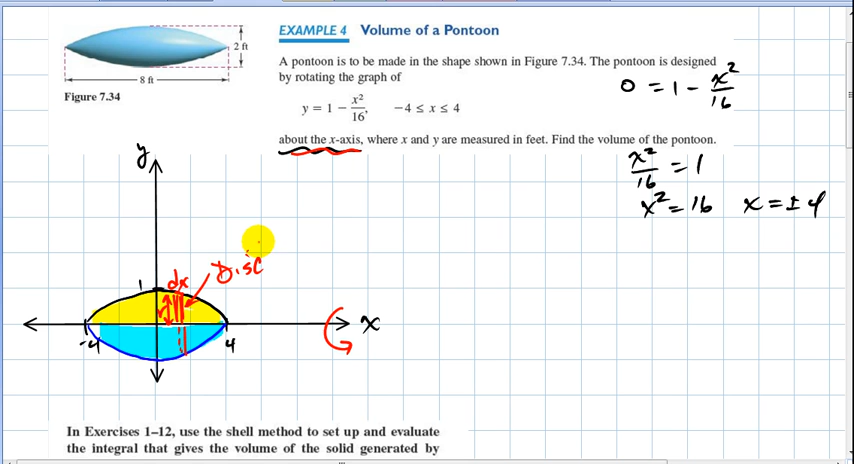 EXAMPLE 4 Volume of a Pontoon
2 ft
8 ft
Figure 7.34
A pontoon is to be made in the shape shown in Figure 7.34. The pontoon is designed
by rotating the graph of
y = 1 − x²/16, −4 ≤ x ≤ 4
about the x-axis, where x and y are measured in feet. Find the volume of the pontoon.
0 = 1 - x²/16
x²/16 = 1
x² = 16 x = ± 4
y
1
dx
Disc
x
-4
4
In Exercises 1–12, use the shell method to set up and evaluate
the integral that gives the volume of the solid generated by